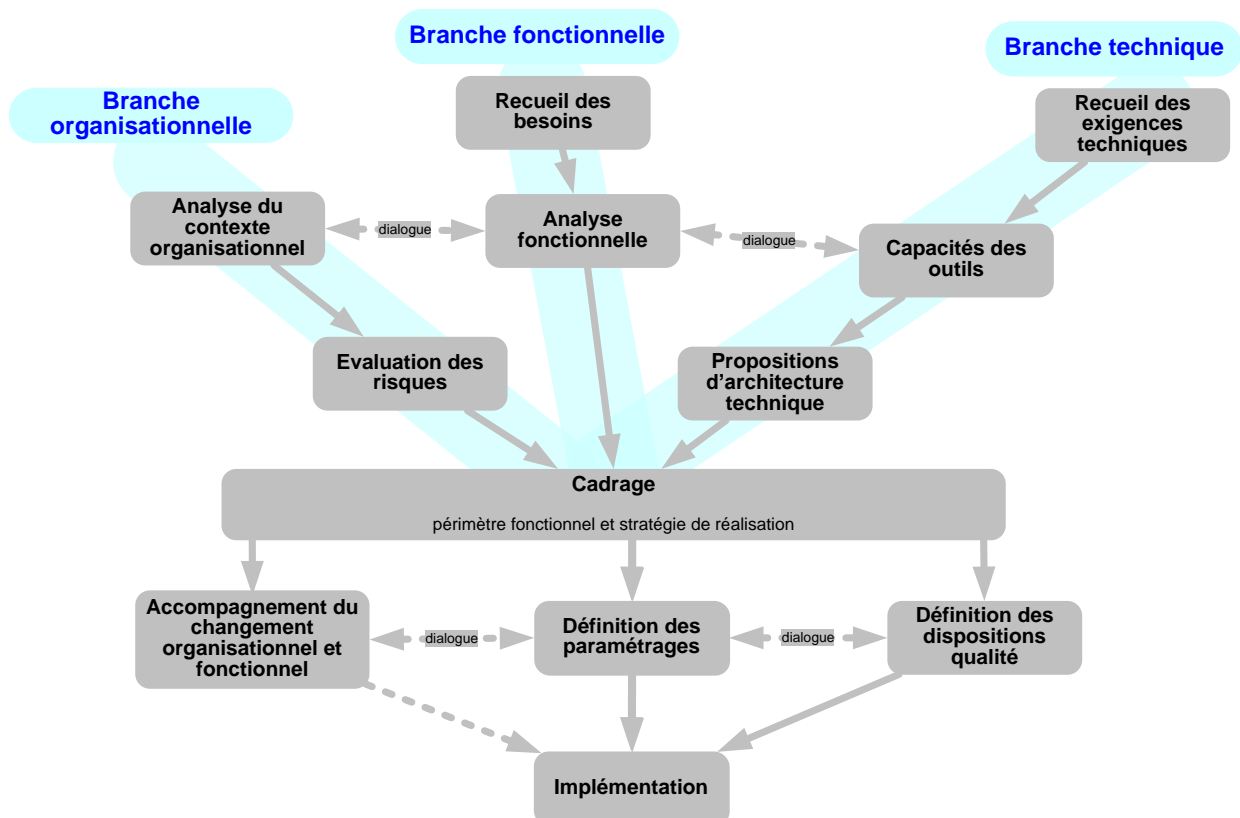 Branche fonctionnelle
Branche technique
Branche
organisationnelle
Recueil des
besoins
Recueil des
exigences
techniques
Analyse du
contexte
organisationnel
dialogue
Analyse
fonctionnelle
dialogue
Capacités des
outils
Evaluation des
risques
Propositions
d’architecture
technique
Cadrage
périmètre fonctionnel et stratégie de réalisation
Accompagnement du
changement
organisationnel et
fonctionnel
dialogue
Définition des
paramétrages
dialogue
Définition des
dispositions
qualité
Implémentation